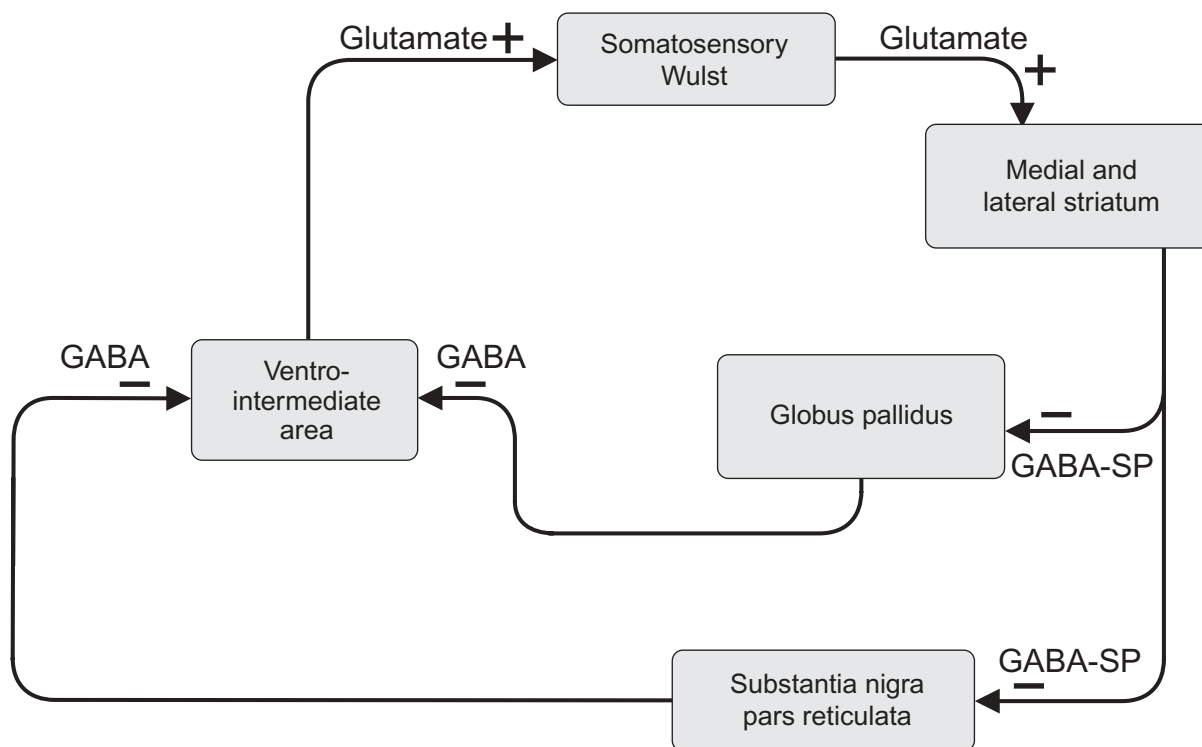 Glutamate +
Somatosensory
Wulst
Glutamate
+
Medial and
lateral striatum
GABA
–
Ventro-
intermediate
area
GABA
–
Globus pallidus
–
GABA-SP
GABA-SP
–
Substantia nigra
pars reticulata